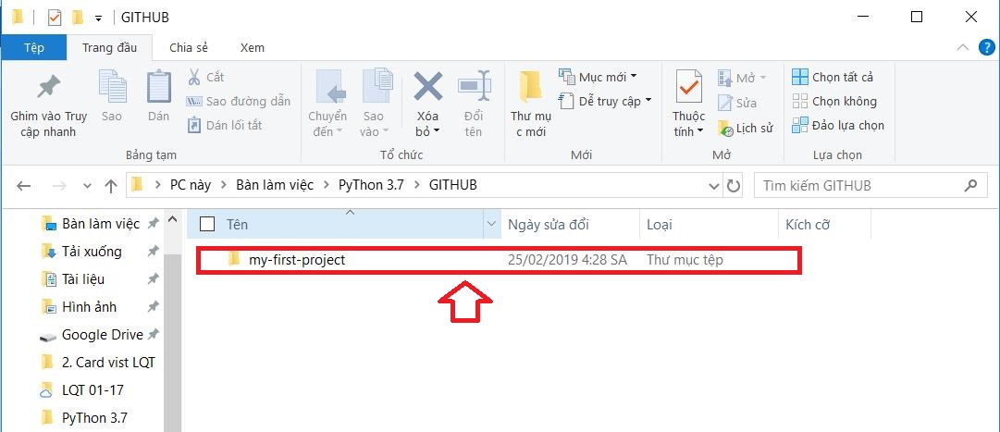 GITHUB
Tệp Trang đầu Chia sẻ Xem
Ghim vào Truy
cập nhanh
Sao
Dán
Cắt
Sao đường dẫn
Dán lối tắt
Bảng tạm
Chuyển
đến
Sao
vào
Xóa
bỏ
Đổi
tên
Tổ chức
Thư mụ
c mới
Mục mới
Dễ truy cập
Mới
Thuộc
tính
Mở
Sửa
Lịch sử
Mở
Chọn tất cả
Chọn không
Đảo lựa chọn
Lựa chọn
PC này Bàn làm việc PyThon 3.7 GITHUB
Tìm kiếm GITHUB
Bàn làm việc
Tải xuống
Tài liệu
Hình ảnh
Google Drive
2. Card vist LQT
LQT 01-17
PyThon 3.7
Tên Ngày sửa đổi Loại Kích cỡ
my-first-project 25/02/2019 4:28 SA Thư mục tệp